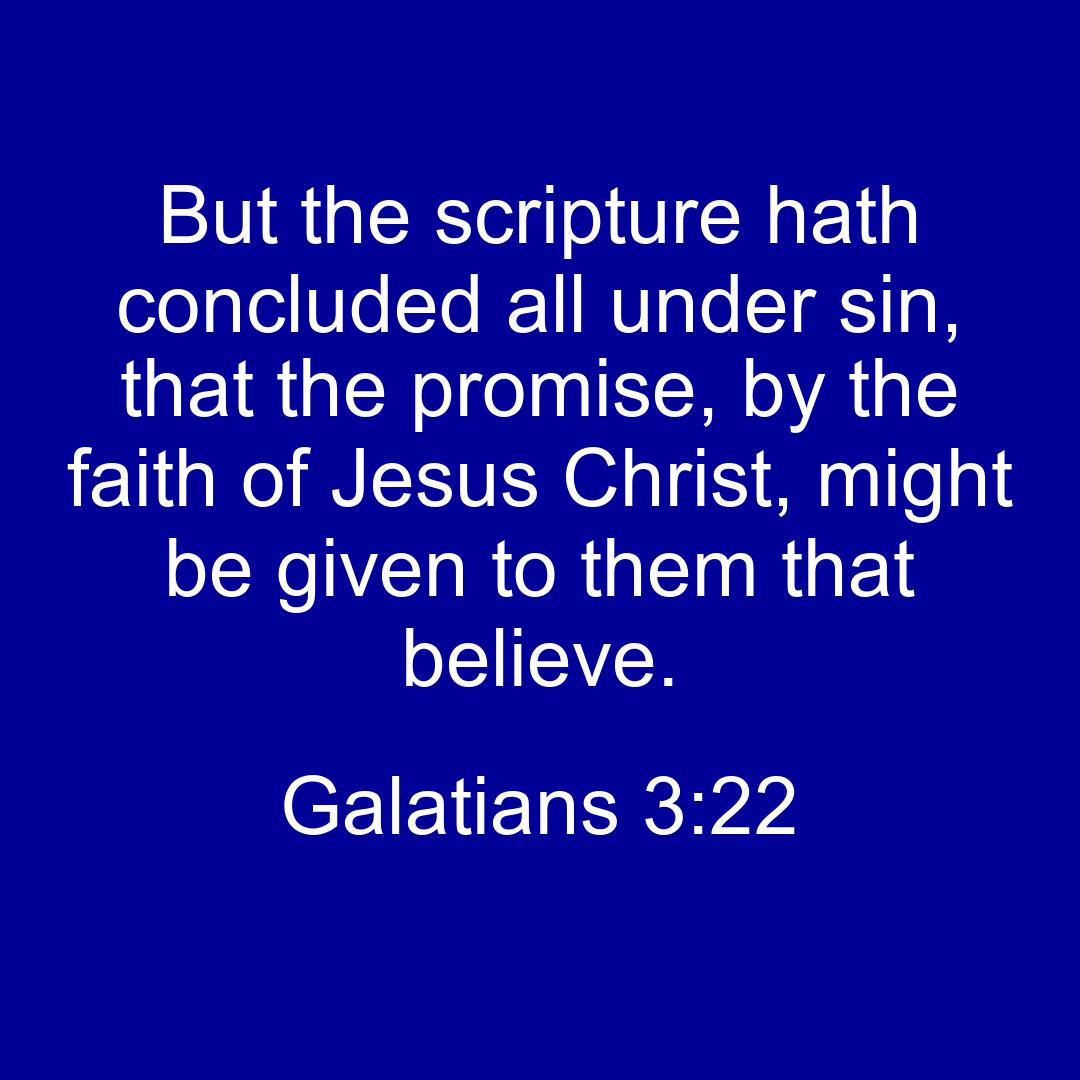 But the scripture hath
concluded all under sin,
that the promise, by the
faith of Jesus Christ, might
be given to them that
believe.
Galatians 3:22